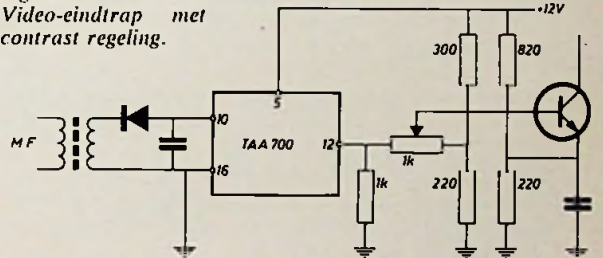 Video-eindtrap met
contrast regeling.
+12V
300
820
5
MF
10
TAA 700
12
1k
16
1k
220
220